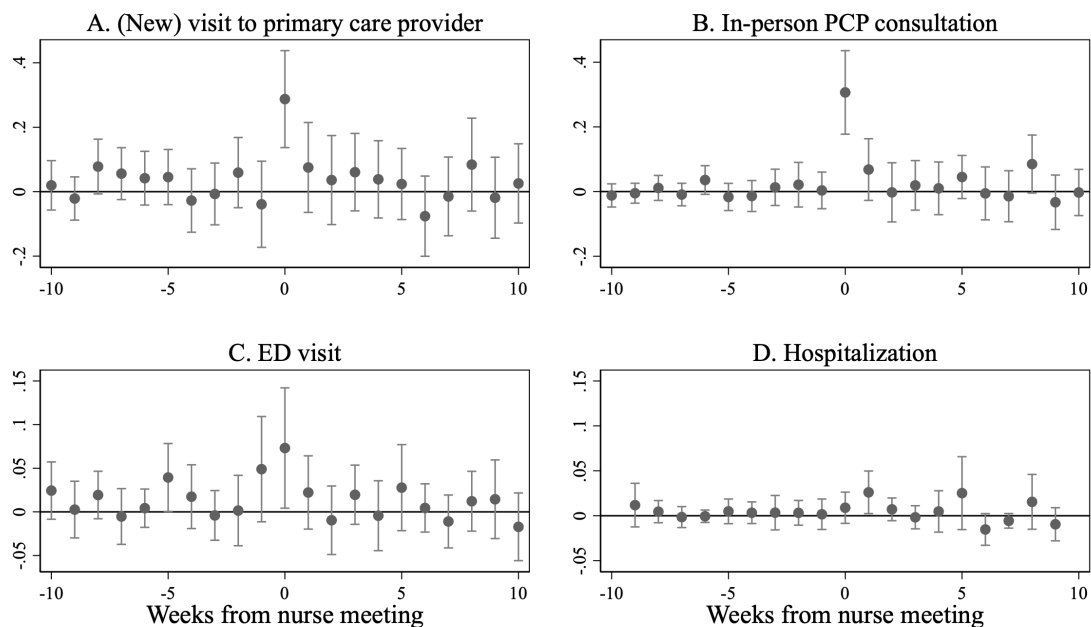 A. (New) visit to primary care provider
.4
.2
0
-.2
-10 -5 0 5 10
B. In-person PCP consultation
.4
.2
0
-.2
-10 -5 0 5 10
C. ED visit
.15
.1
.05
0
-.05
-10 -5 0 5 10
Weeks from nurse meeting
D. Hospitalization
.15
.1
.05
0
-.05
-10 -5 0 5 10
Weeks from nurse meeting